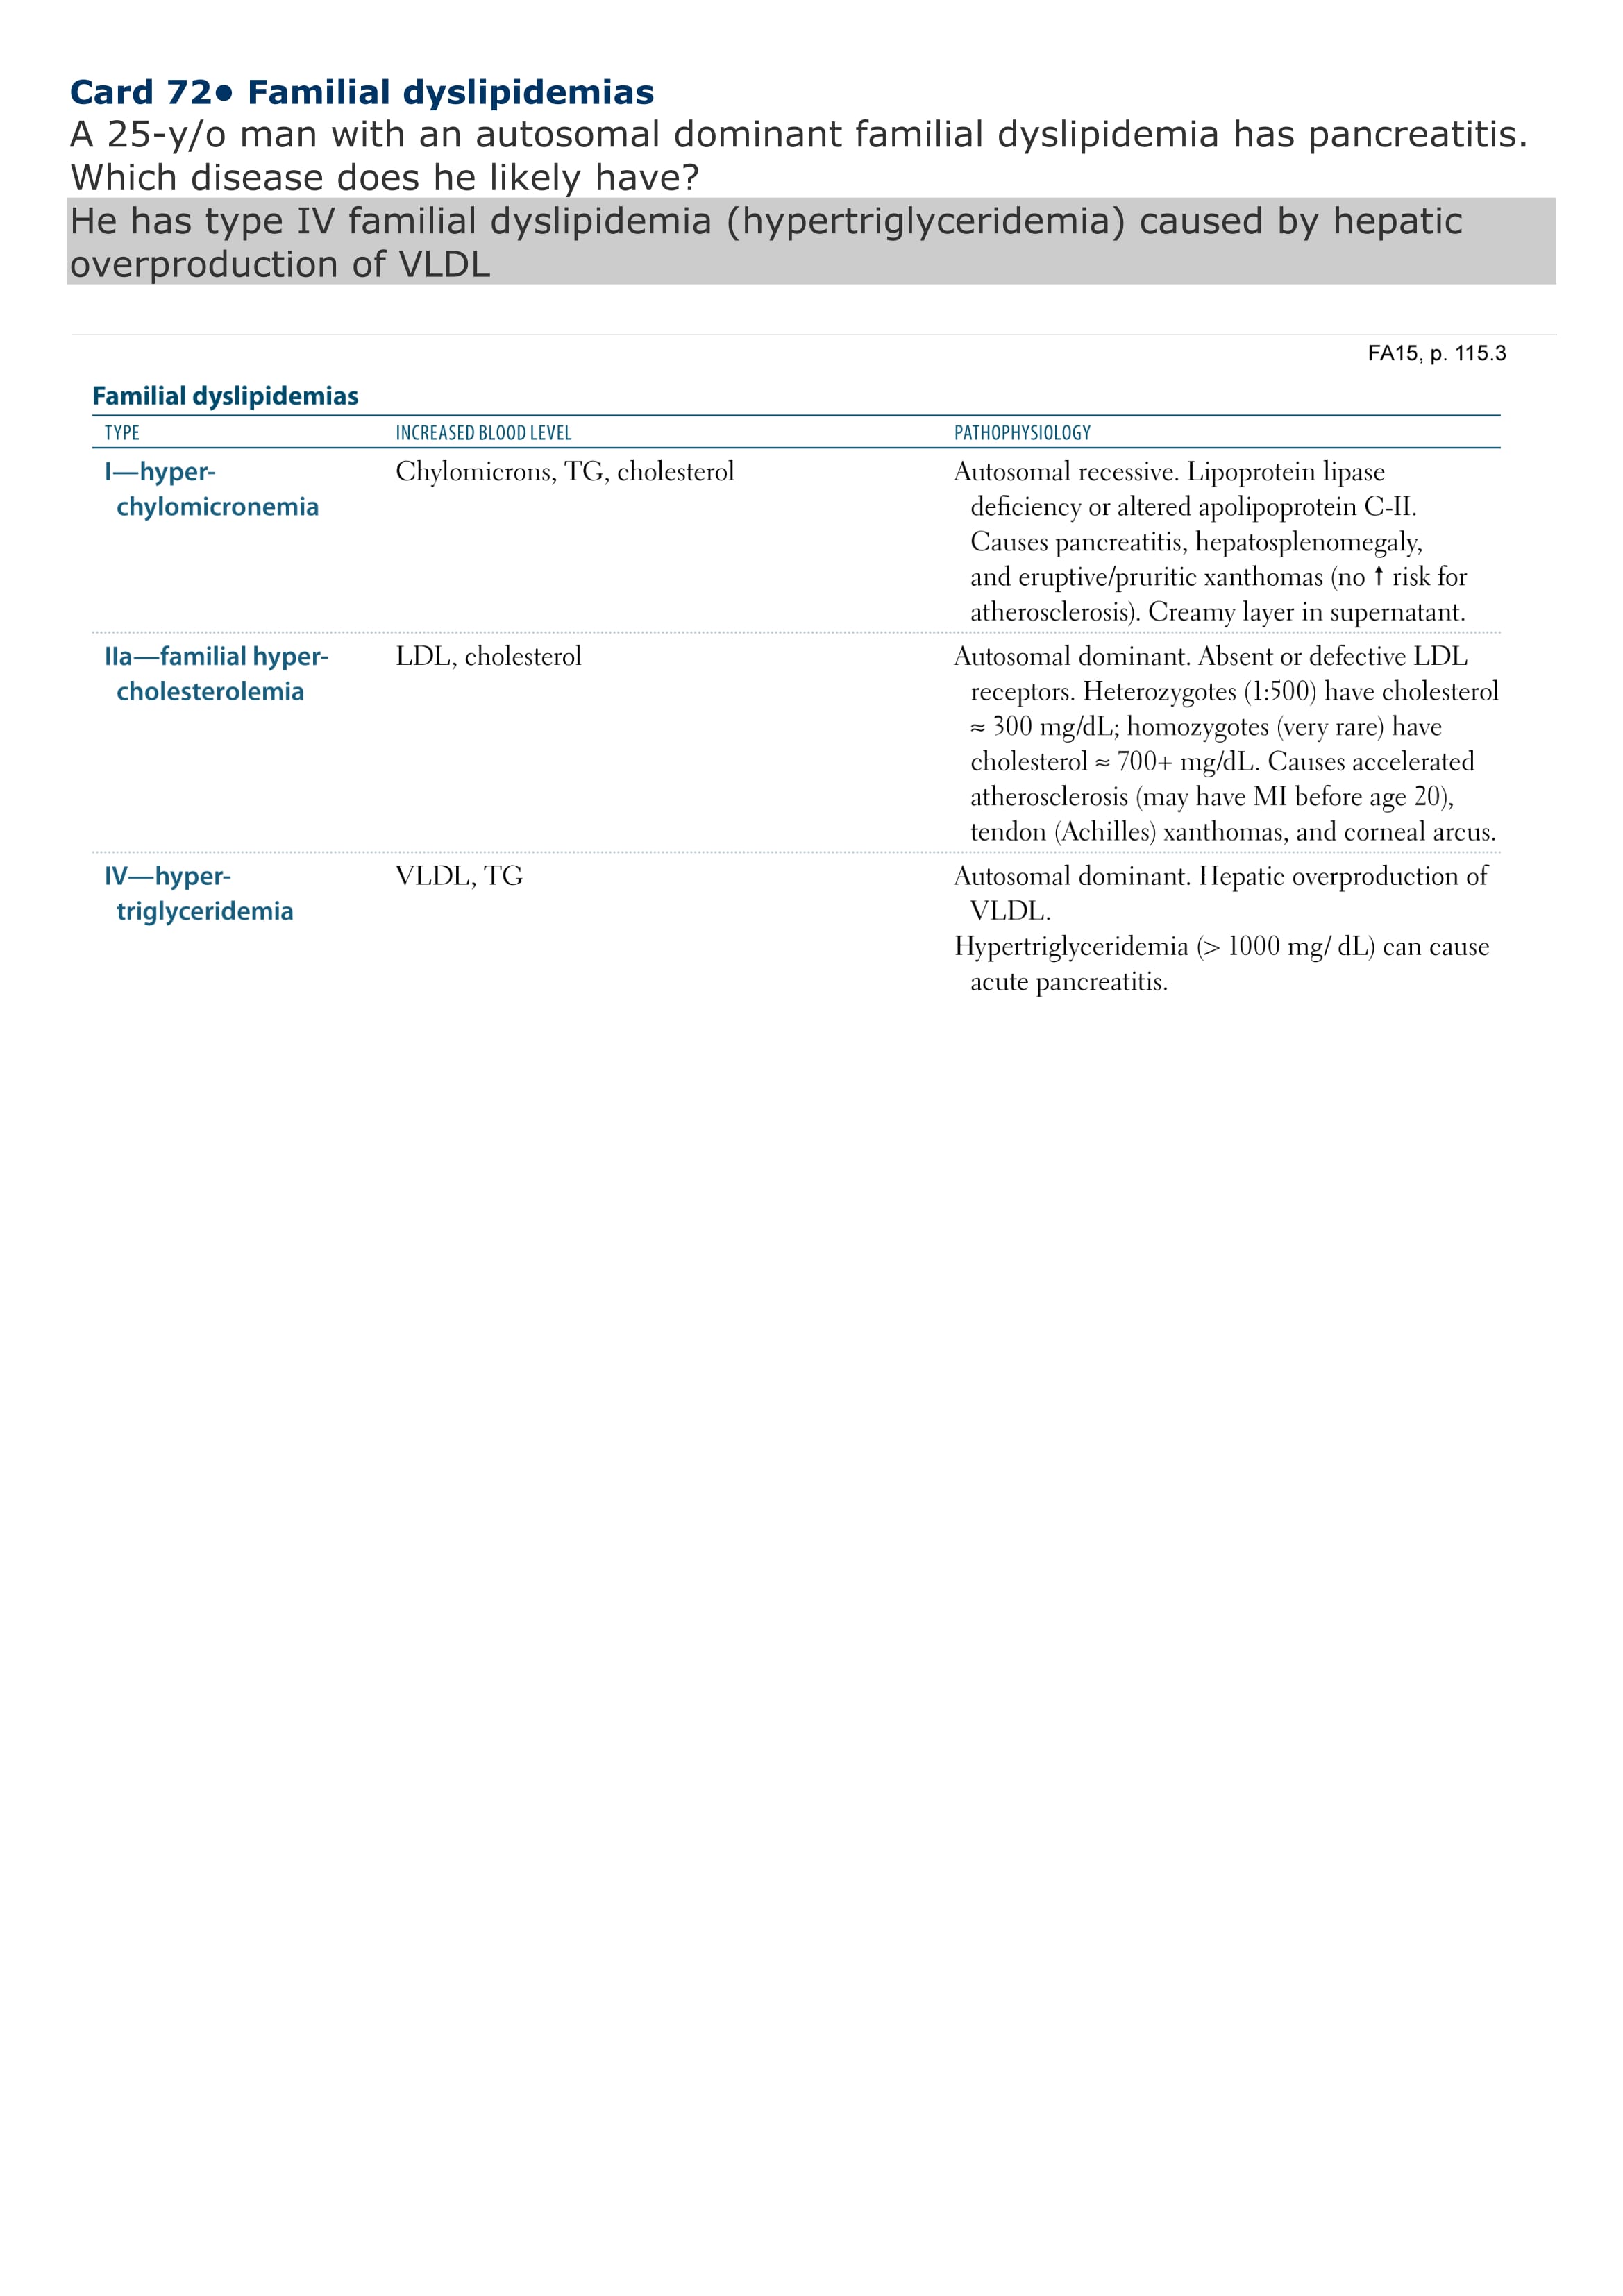 Card 72● Familial dyslipidemias
A 25-y/o man with an autosomal dominant familial dyslipidemia has pancreatitis.
Which disease does he likely have?
He has type IV familial dyslipidemia (hypertriglyceridemia) caused by hepatic
overproduction of VLDL
FA15, p. 115.3
Familial dyslipidemias
TYPE INCREASED BLOOD LEVEL PATHOPHYSIOLOGY
I—hyper- Chylomicrons, TG, cholesterol Autosomal recessive. Lipoprotein lipase
chylomicronemia deficiency or altered apolipoprotein C-II.
Causes pancreatitis, hepatosplenomegaly,
and eruptive/pruritic xanthomas (no ↑ risk for
atherosclerosis). Creamy layer in supernatant.
IIa—familial hyper- LDL, cholesterol Autosomal dominant. Absent or defective LDL
cholesterolemia receptors. Heterozygotes (1:500) have cholesterol
≈ 300 mg/dL; homozygotes (very rare) have
cholesterol ≈ 700+ mg/dL. Causes accelerated
atherosclerosis (may have MI before age 20),
tendon (Achilles) xanthomas, and corneal arcus.
IV—hyper- VLDL, TG Autosomal dominant. Hepatic overproduction of
triglyceridemia VLDL.
Hypertriglyceridemia (> 1000 mg/ dL) can cause
acute pancreatitis.